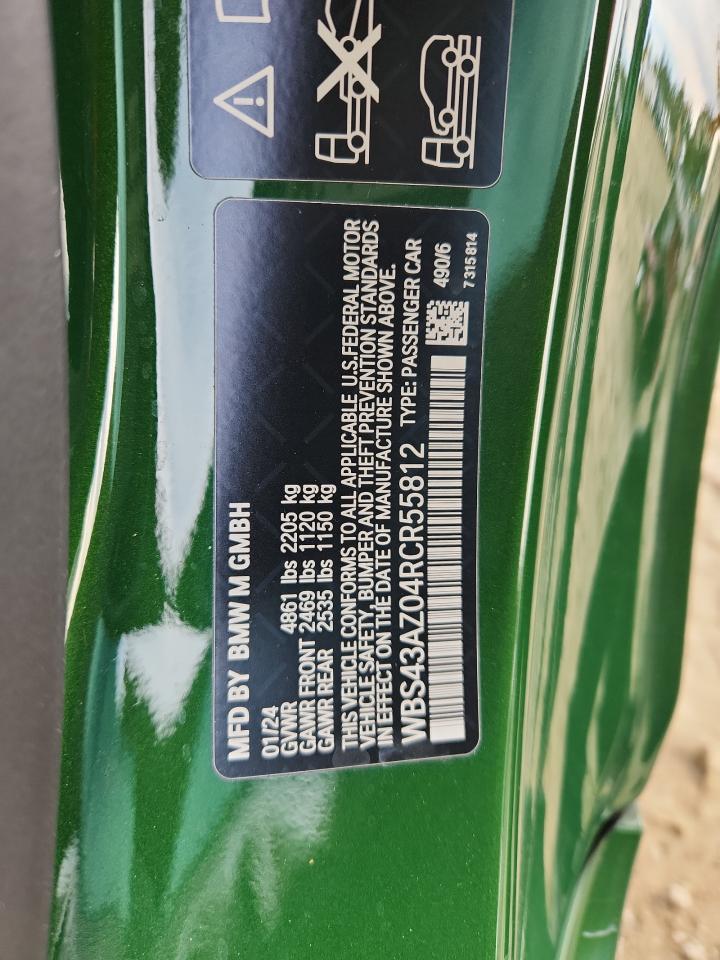 MFD BY BMW M GMBH
01/24
GVWR 4861 lbs 2205 kg
GAWR FRONT 2469 lbs 1120 kg
GAWR REAR 2535 lbs 1150 kg
THIS VEHICLE CONFORMS TO ALL APPLICABLE U.S.FEDERAL MOTOR
VEHICLE SAFETY, BUMPER AND THEFT PREVENTION STANDARDS
IN EFFECT ON THE DATE OF MANUFACTURE SHOWN ABOVE.
WBS43AZ04RCR55812 TYPE: PASSENGER CAR
490/6
7 315 814